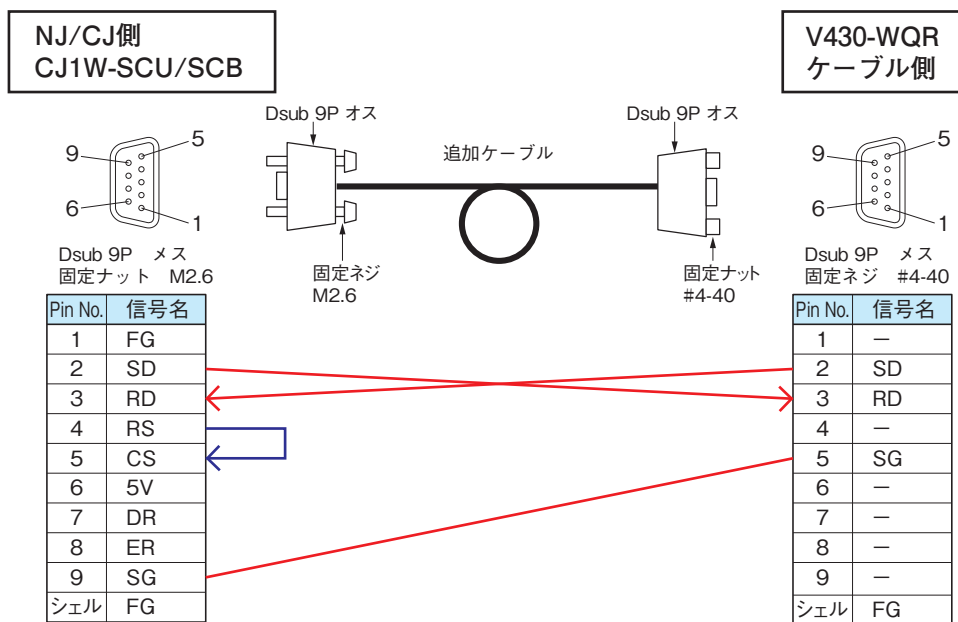 NJ/CJ側
CJ1W-SCU/SCB
V430-WQR
ケーブル側
Dsub 9P オス
Dsub 9P オス
追加ケーブル
5
9
6
1
5
9
6
1
Dsub 9P メス
固定ナット M2.6
固定ネジ
M2.6
固定ナット
#4-40
Dsub 9P メス
固定ネジ #4-40
Pin No. 信号名
1 FG
2 SD
3 RD
4 RS
5 CS
6 5V
7 DR
8 ER
9 SG
シェル FG
Pin No. 信号名
1 −
2 SD
3 RD
4 −
5 SG
6 −
7 −
8 −
9 −
シェル FG